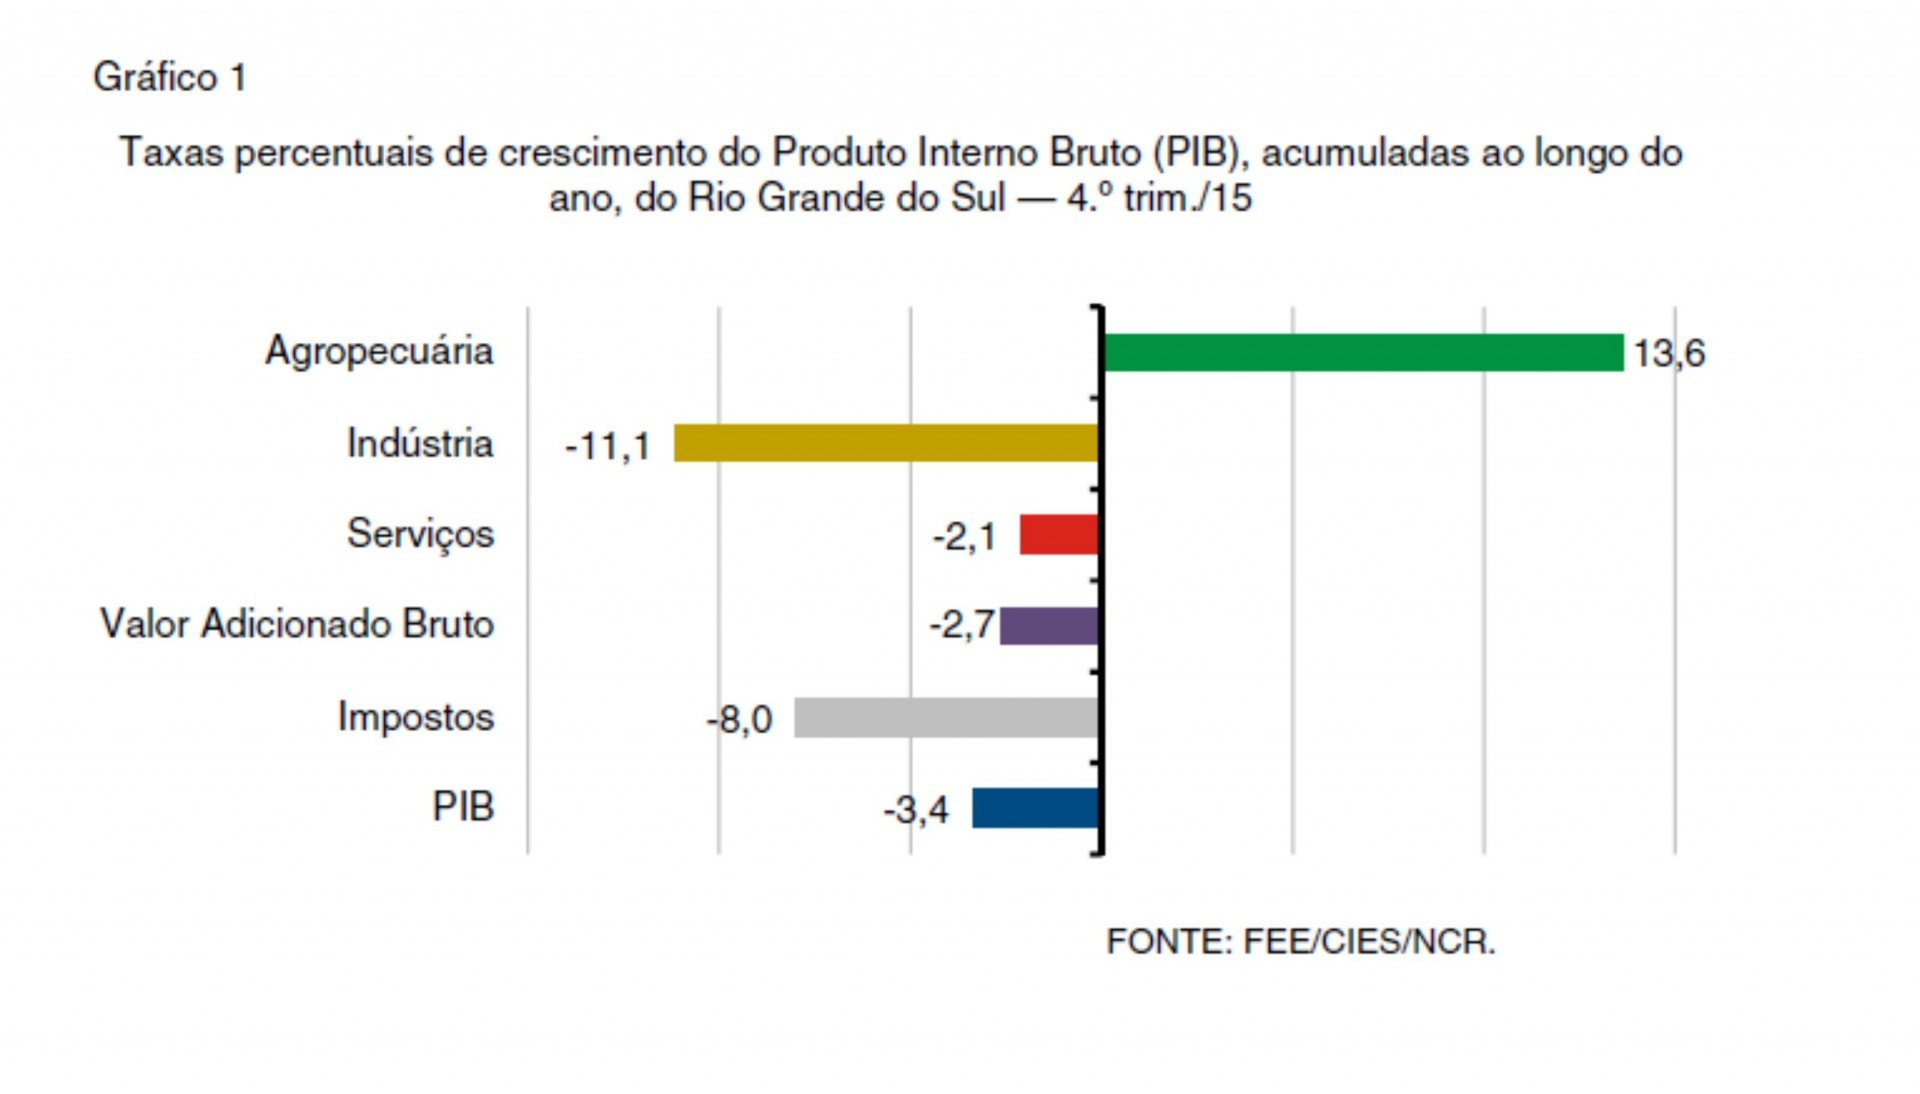 Gráfico 1
Taxas percentuais de crescimento do Produto Interno Bruto (PIB), acumuladas ao longo do
ano, do Rio Grande do Sul — 4.º trim./15
Agropecuária 13,6
Indústria -11,1
Serviços -2,1
Valor Adicionado Bruto -2,7
Impostos -8,0
PIB -3,4
FONTE: FEE/CIES/NCR.